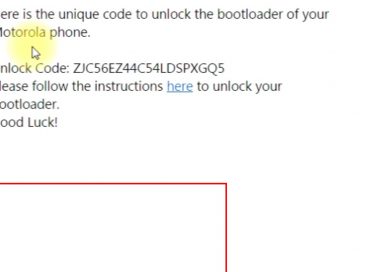 ere is the unique code to unlock the bootloader of your
otorola phone.
nlock Code: ZJC56EZ44C54LDSPXGQ5
lease follow the instructions here to unlock your
ootloader.
ood Luck!